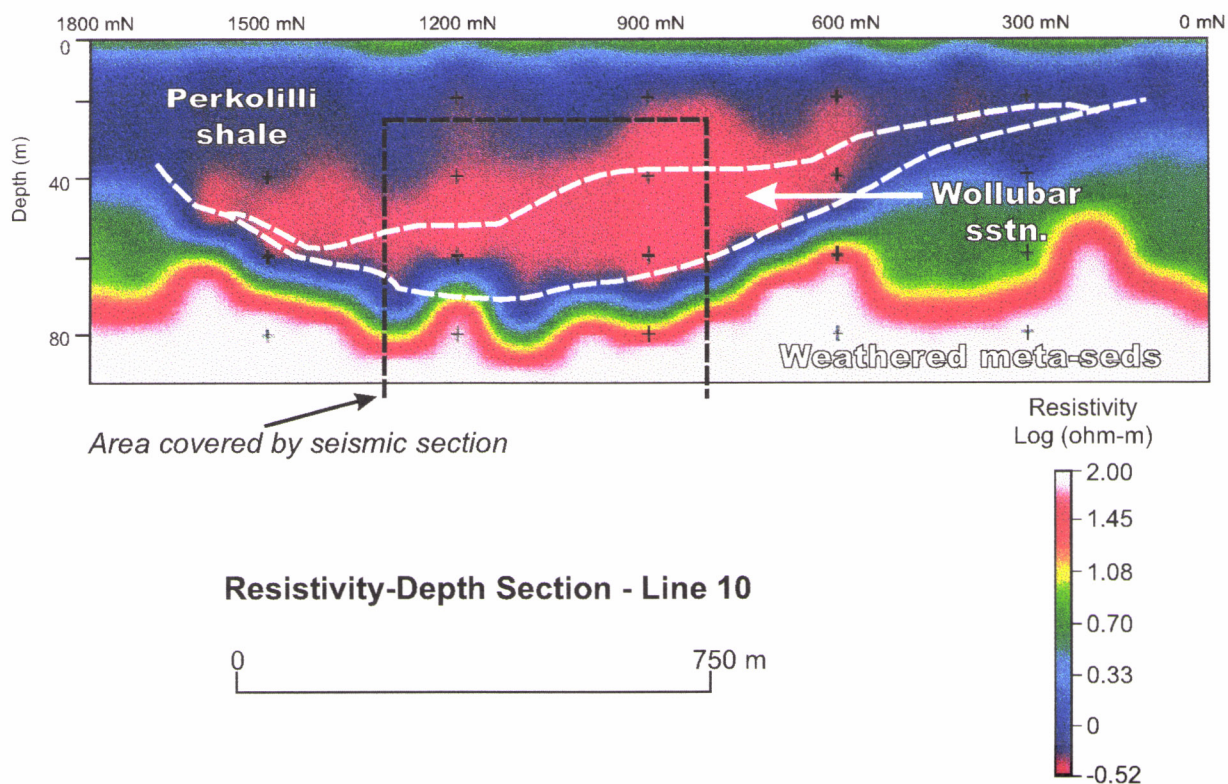 1800 mN 1500 mN 1200 mN 900 mN 600 mN 300 mN 0 mN
0
40
80
Depth (m)
Perkolilli
shale
Wollubar
sstn.
Weathered meta-seds
Area covered by seismic section
Resistivity
Log (ohm-m)
2.00
1.45
1.08
0.70
0.33
0
-0.52
Resistivity-Depth Section - Line 10
0 750 m